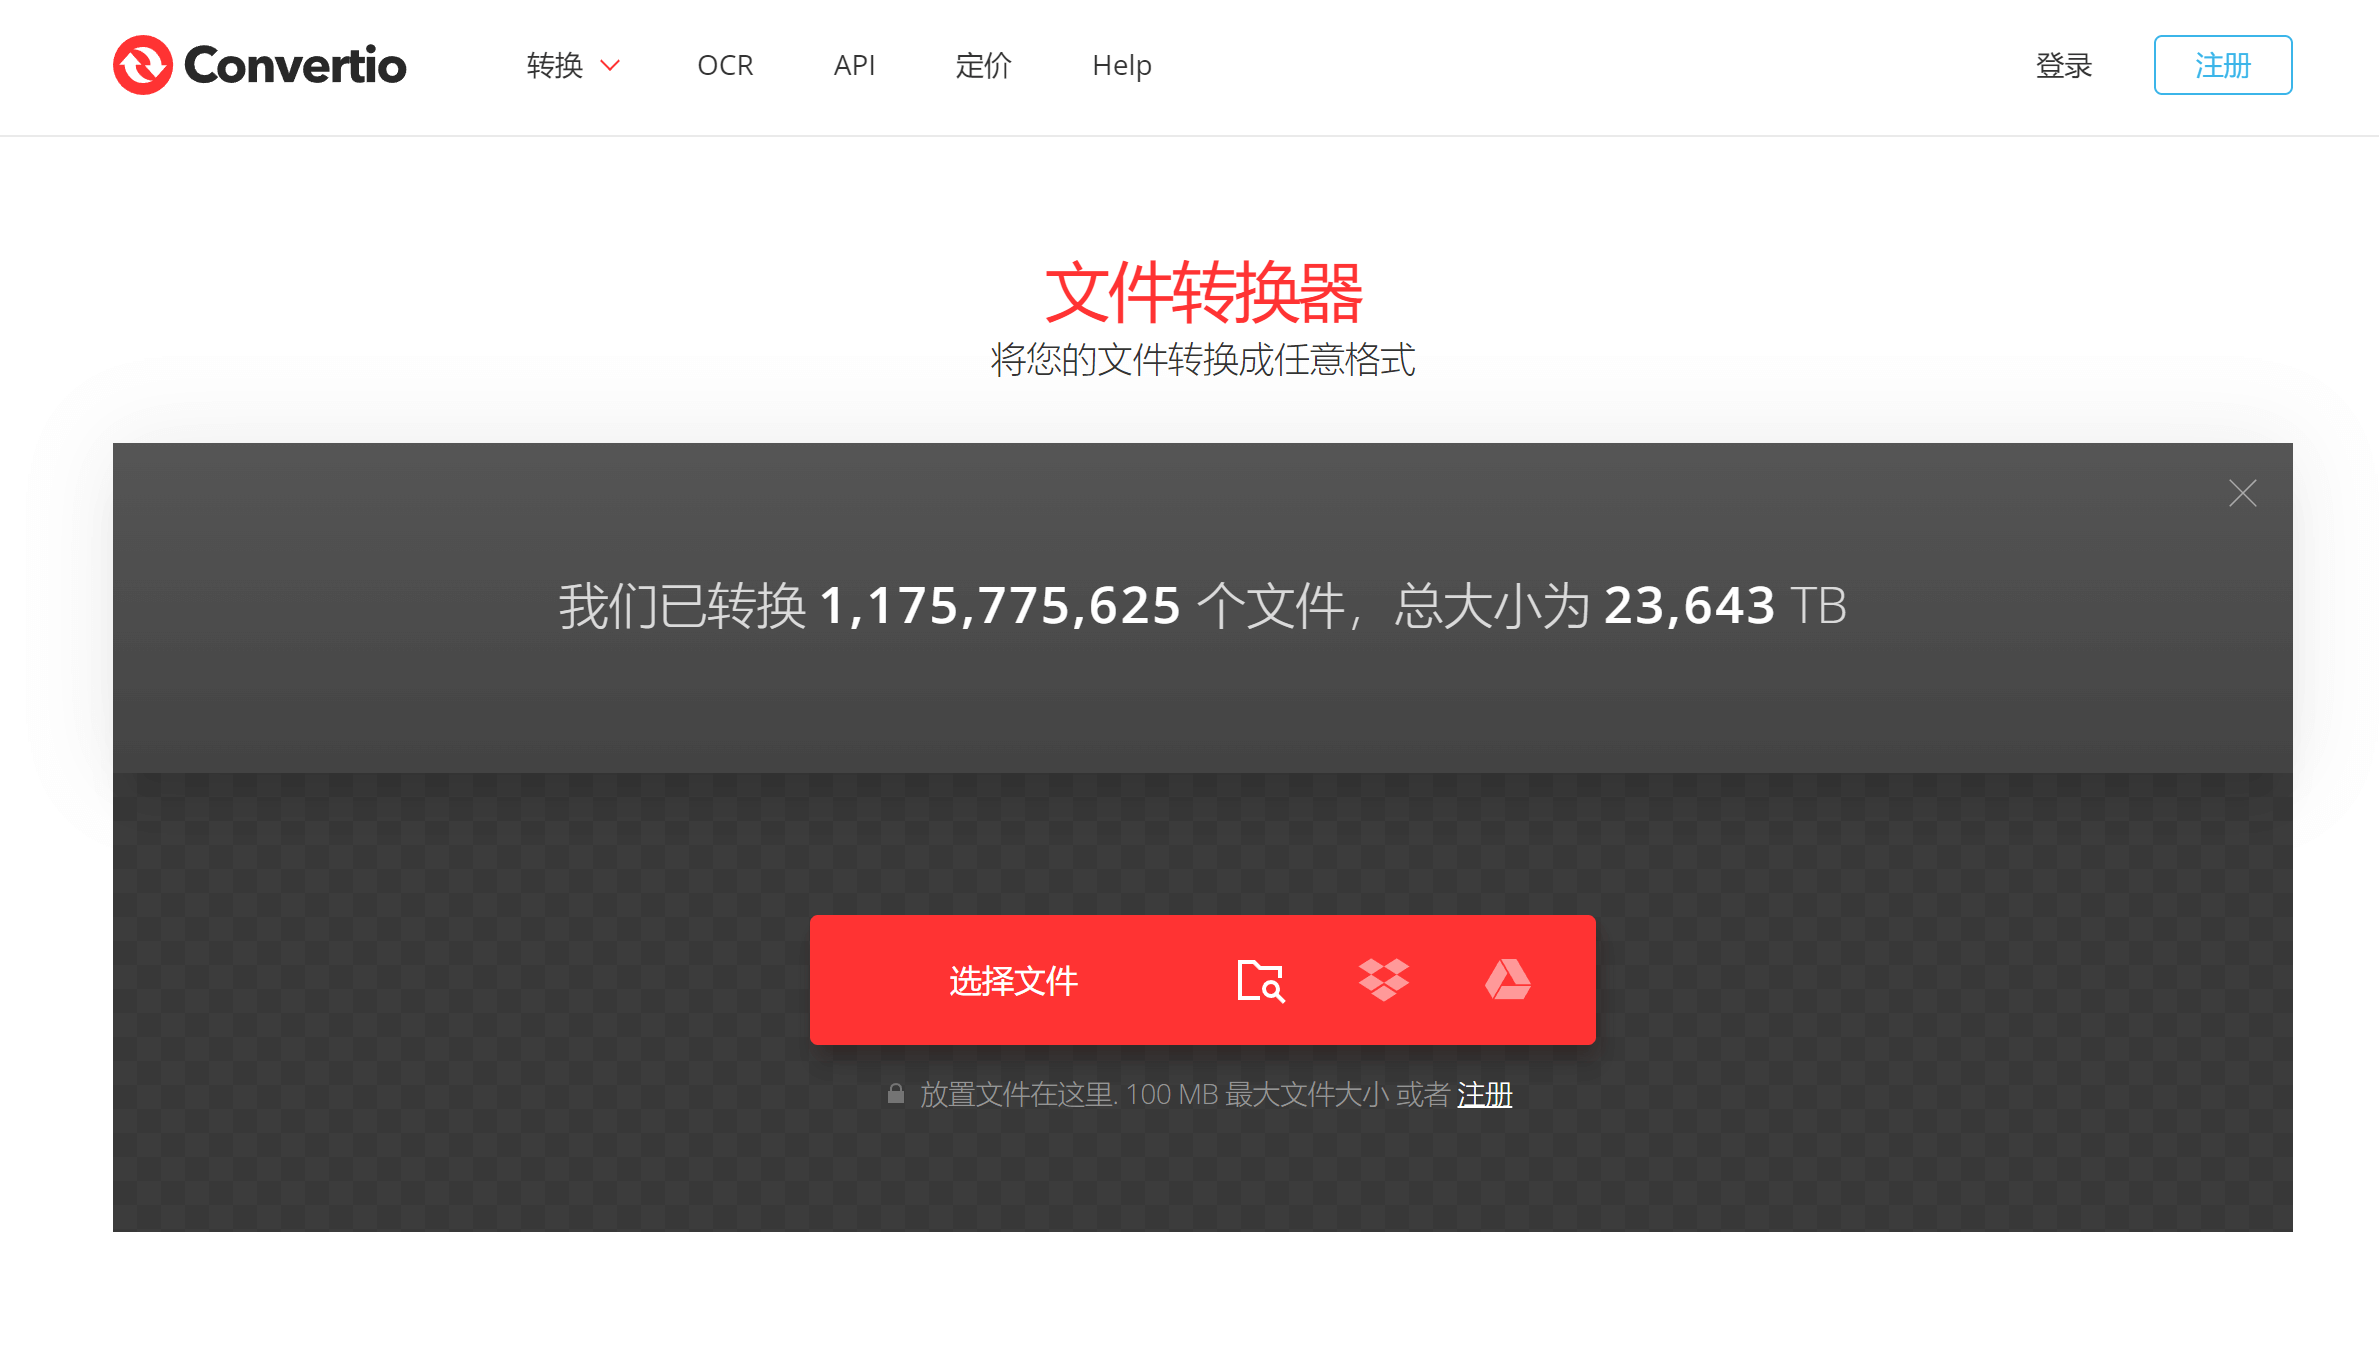 Convertio 转换 OCR API 定价 Help 登录 注册
文件转换器
将您的文件转换成任意格式
我们已转换 1,175,775,625 个文件，总大小为 23,643 TB
选择文件
放置文件在这里. 100 MB 最大文件大小 或者 注册